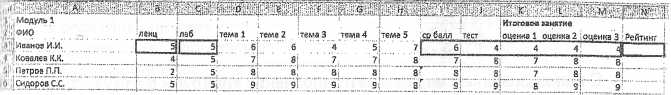 A B C D E F G H I J K L M N
Модуль 1 Итоговое занятие
ФИО лекц лаб тема 1 тема 2 тема 3 тема 4 тема 5 ср балл тест оценка 1 оценка 2 оценка 3 Рейтинг
Иванов И.И. 5 5 6 6 4 5 7 6 4 4 4 4
Ковалев К.К. 4 5 7 8 7 7 8 7 8 7 8 8
Петров П.П. 2 5 8 8 8 8 8 8 8 7 8 8
Сидоров С.С. 5 5 9 9 9 9 8 9 9 8 9 9